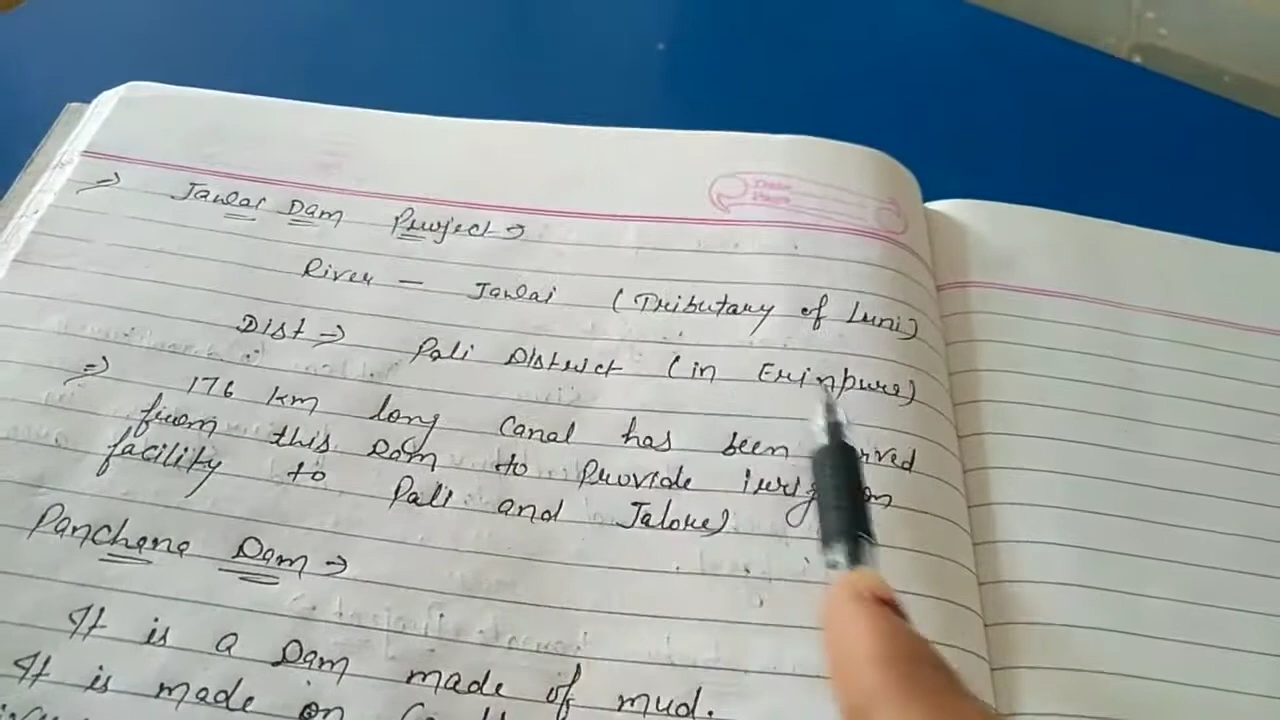 ⇒ Jawai Dam Project →
River – Jawai (Tributary of Luni)
Dist ⇒ Pali District (in Erinpure)
⇒ 176 km long Canal has been
from this Dam to Provide
facility to Pali and Jalore)
Panchana Dam →
It is a Dam made of mud.
It is made on